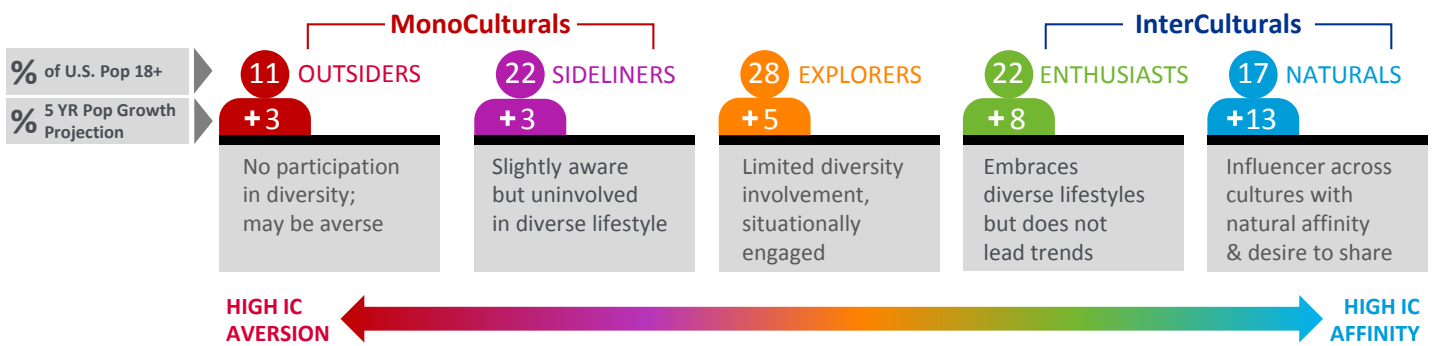 MonoCulturals
InterCulturals
% of U.S. Pop 18+
11 OUTSIDERS
22 SIDELINERS
28 EXPLORERS
22 ENTHUSIASTS
17 NATURALS
% 5 YR Pop Growth
Projection
+3
+3
+5
+8
+13
No participation
in diversity;
may be averse
Slightly aware
but uninvolved
in diverse lifestyle
Limited diversity
involvement,
situationally
engaged
Embraces
diverse lifestyles
but does not
lead trends
Influencer across
cultures with
natural affinity
& desire to share
HIGH IC
AVERSION
HIGH IC
AFFINITY